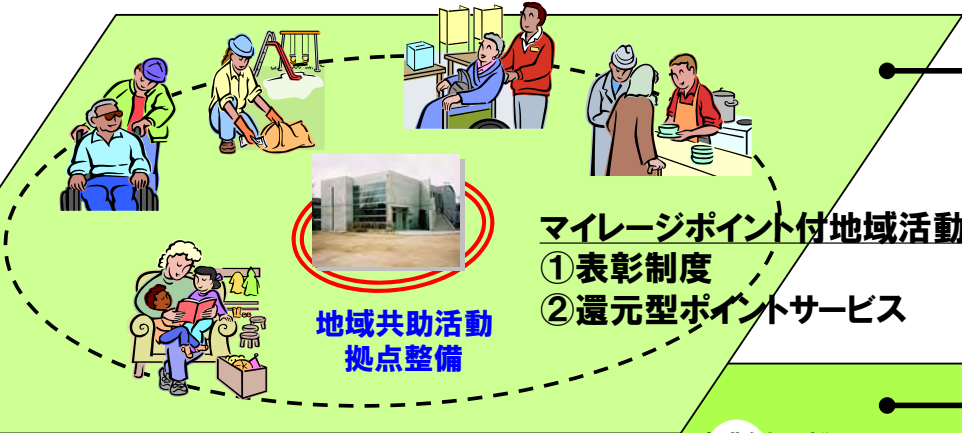 マイレージポイント付地域活動
①表彰制度
②還元型ポイントサービス
地域共助活動
拠点整備